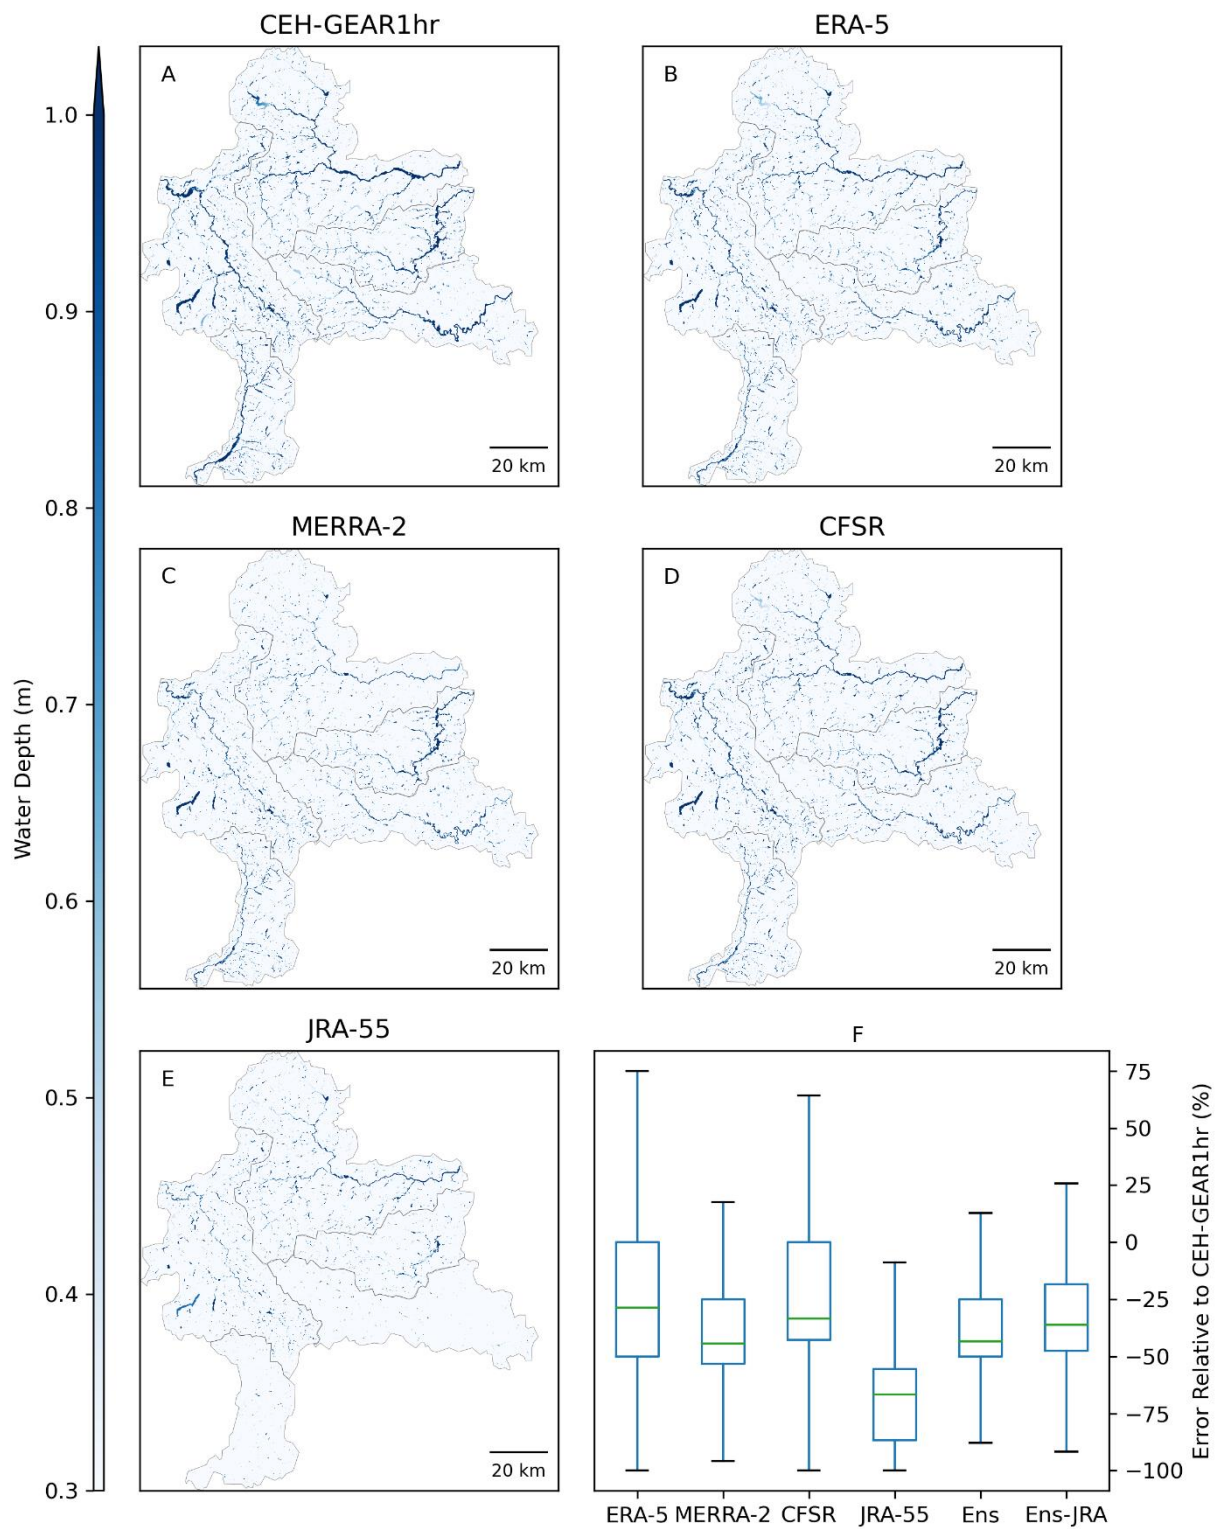 CEH-GEAR1hr
ERA-5
A
B
1.0
0.9
0.8
0.7
0.6
0.5
0.4
0.3
Water Depth (m)
20 km
20 km
MERRA-2
CFSR
C
D
20 km
20 km
JRA-55
F
E
20 km
75
50
25
0
−25
−50
−75
−100
Error Relative to CEH-GEAR1hr (%)
ERA-5 MERRA-2 CFSR JRA-55 Ens Ens-JRA